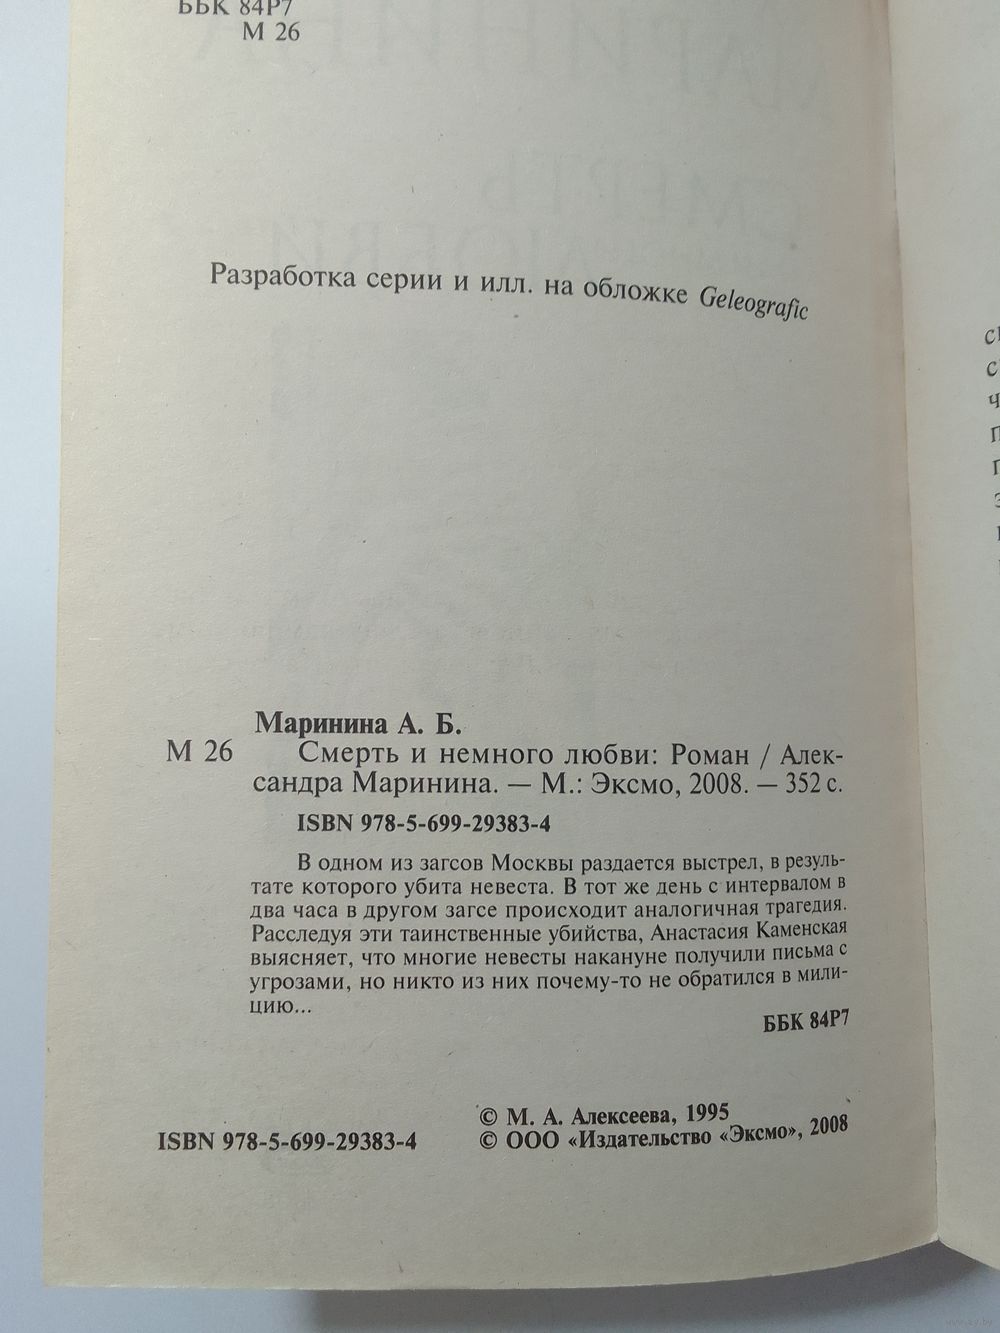 ББК 84Р7
М 26
Разработка серии и илл. на обложке Geleografic
Маринина А. Б.
М 26 Смерть и немного любви: Роман / Алек-
сандра Маринина. — М.: Эксмо, 2008. — 352 с.
ISBN 978-5-699-29383-4
В одном из загсов Москвы раздается выстрел, в резуль-
тате которого убита невеста. В тот же день с интервалом в
два часа в другом загсе происходит аналогичная трагедия.
Расследуя эти таинственные убийства, Анастасия Каменская
выясняет, что многие невесты накануне получили письма с
угрозами, но никто из них почему-то не обратился в мили-
цию...
ББК 84Р7
© М. А. Алексеева, 1995
ISBN 978-5-699-29383-4 © ООО «Издательство «Эксмо», 2008